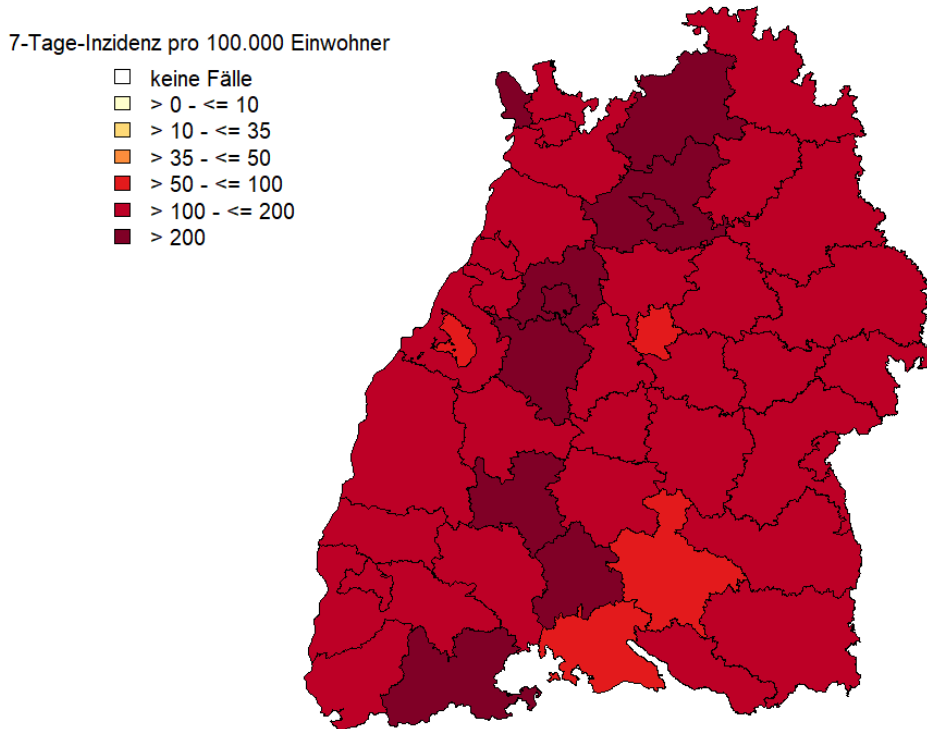 7-Tage-Inzidenz pro 100.000 Einwohner
keine Fälle
> 0 - <= 10
> 10 - <= 35
> 35 - <= 50
> 50 - <= 100
> 100 - <= 200
> 200